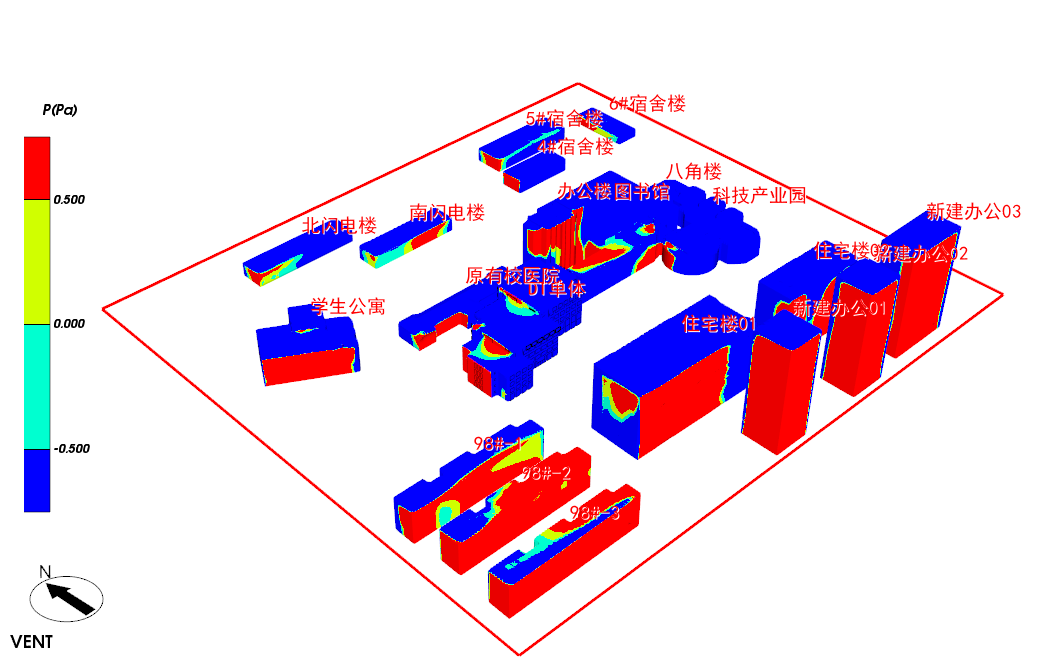 P(Pa)
0.500
0.000
-0.500
N
VENT
6#宿舍楼
5#宿舍楼
4#宿舍楼
八角楼
办公楼图书馆
科技产业园
新建办公03
南闪电楼
北闪电楼
住宅楼02
新建办公02
原有校医院
DT单体
学生公寓
新建办公01
住宅楼01
98#-1
98#-2
98#-3